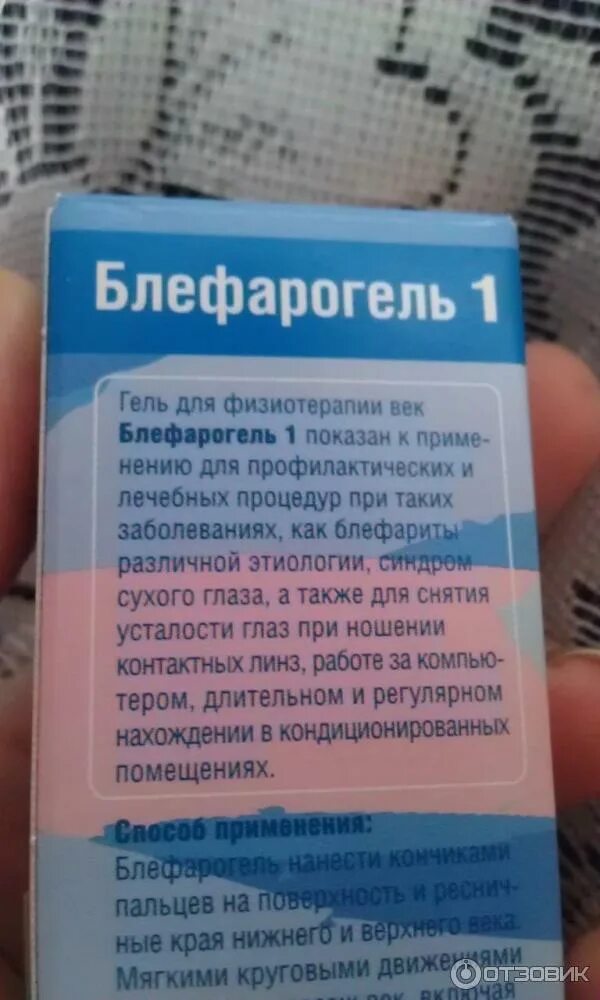 Блефарогель 1
Гель для физиотерапии век
Блефарогель 1 показан к приме-
нению для профилактических и
лечебных процедур при таких
заболеваниях, как блефариты
различной этиологии, синдром
сухого глаза, а также для снятия
усталости глаз при ношении
контактных линз, работе за компью-
тером, длительном и регулярном
нахождении в кондиционированных
помещениях.
Способ применения:
Блефарогель нанести кончиками
пальцев на поверхность и реснич-
ные края нижнего и верхнего века.
Мягкими круговыми движениями
век, включая
ОТЗОВИК